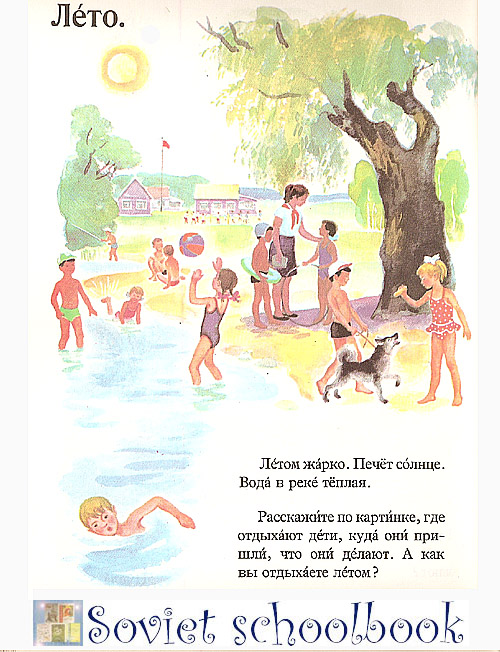 Ле́то.
Ле́том жа́рко. Печёт со́лнце.
Вода́ в реке́ тёплая.
Расскажи́те по карти́нке, где
отдыха́ют де́ти, куда́ они́ при-
шли́, что они́ де́лают. А как
вы отдыха́ете ле́том?
Soviet schoolbook